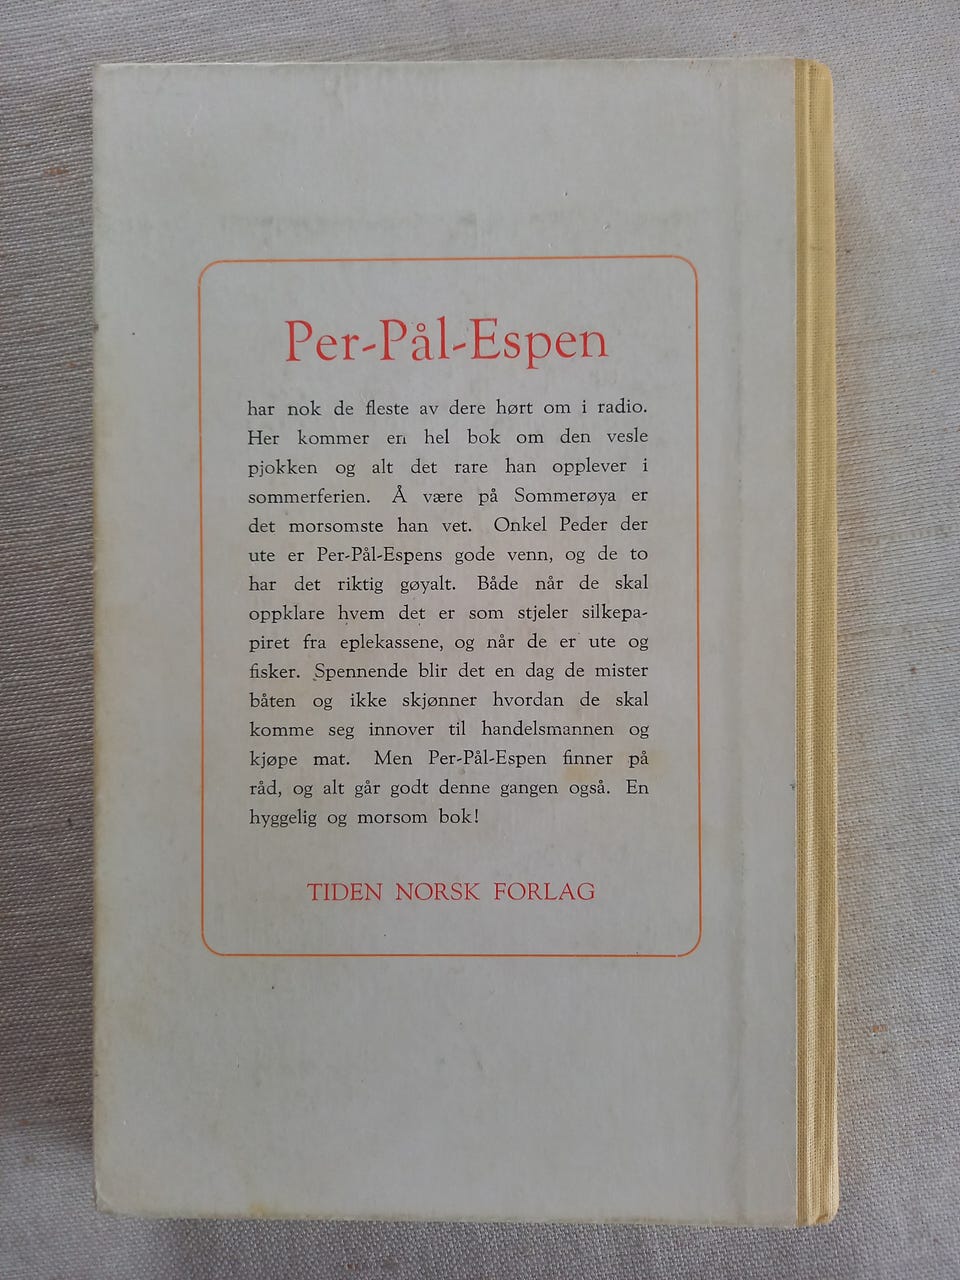 Per-Pål-Espen
har nok de fleste av dere hørt om i radio.
Her kommer en hel bok om den vesle
pjokken og alt det rare han opplever i
sommerferien. Å være på Sommerøya er
det morsomste han vet. Onkel Peder der
ute er Per-Pål-Espens gode venn, og de to
har det riktig gøyalt. Både når de skal
oppklare hvem det er som stjeler silkepa-
piret fra eplekassene, og når de er ute og
fisker. Spennende blir det en dag de mister
båten og ikke skjønner hvordan de skal
komme seg innover til handelsmannen og
kjøpe mat. Men Per-Pål-Espen finner på
råd, og alt går godt denne gangen også. En
hyggelig og morsom bok!
TIDEN NORSK FORLAG